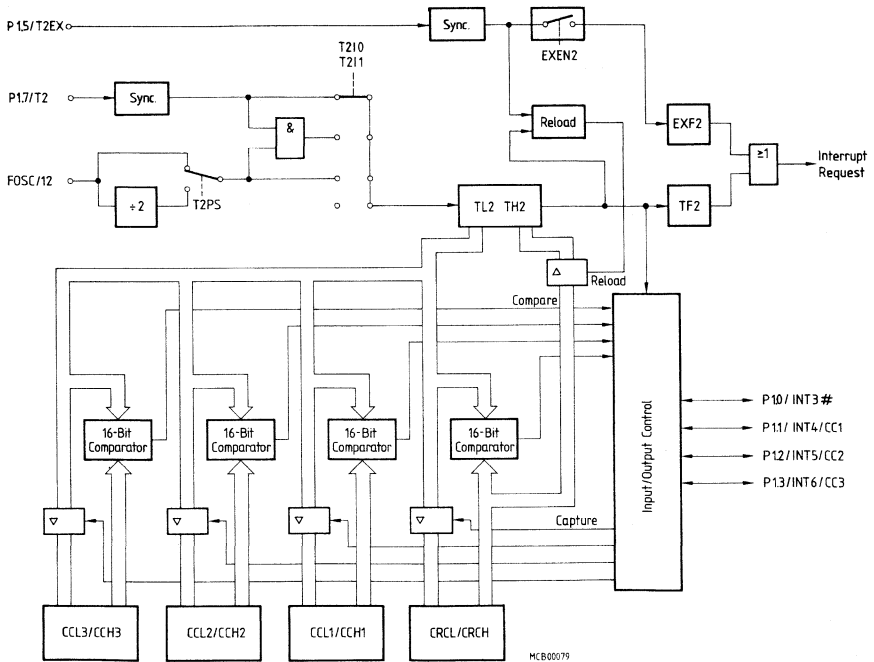 P1.5/T2EX
Sync.
EXEN2
T2I0
T2I1
P1.7/T2
Sync.
&
Reload
EXF2
≥1
Interrupt
Request
FOSC/12
÷2
T2PS
TL2 TH2
TF2
Reload
Compare
16-Bit
Comparator
16-Bit
Comparator
16-Bit
Comparator
16-Bit
Comparator
Input/Output Control
P1.0/ INT3#
P1.1/ INT4/CC1
P1.2/ INT5/CC2
P1.3/INT6/CC3
Capture
CCL3/CCH3
CCL2/CCH2
CCL1/CCH1
CRCL/CRCH
MCB00079